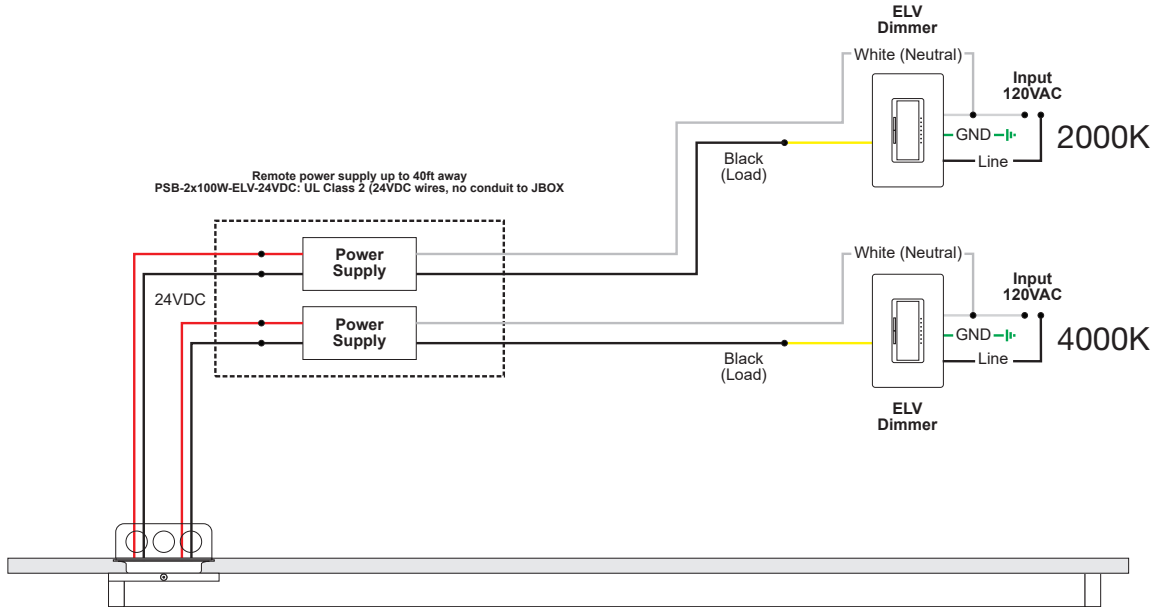 ELV
Dimmer
White (Neutral)
Input
120VAC
GND
2000K
Line
Black
(Load)
Remote power supply up to 40ft away
PSB-2x100W-ELV-24VDC: UL Class 2 (24VDC wires, no conduit to JBOX
Power
Supply
White (Neutral)
Input
120VAC
24VDC
Power
Supply
GND
4000K
Line
Black
(Load)
ELV
Dimmer